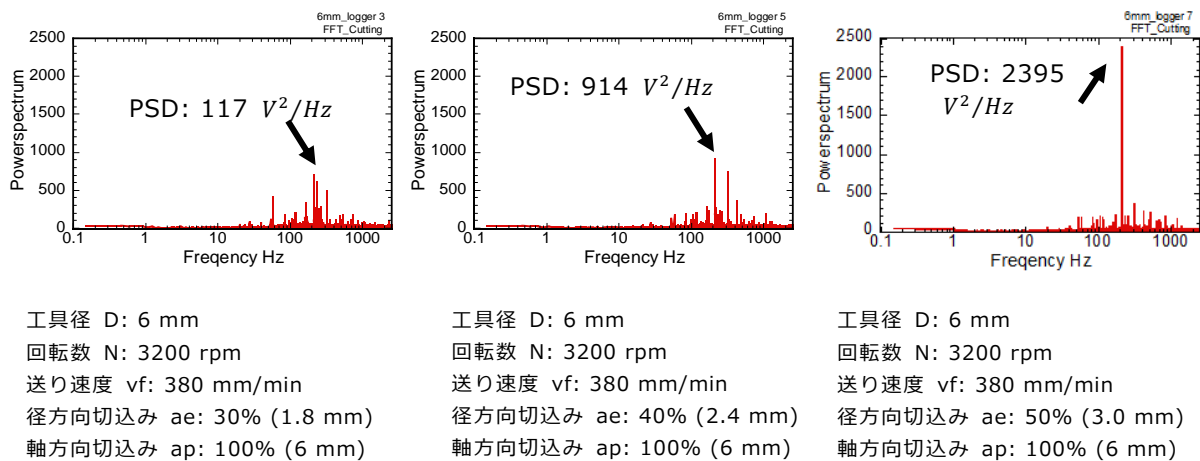 6mm_logger 3
FFT_Cutting
2500
2000
1500
1000
500
0
0.1 1 10 100 1000
Powerspectrum
Freqency Hz
PSD: 117 V²/Hz
6mm_logger 5
FFT_Cutting
2500
2000
1500
1000
500
0
0.1 1 10 100 1000
Powerspectrum
Freqency Hz
PSD: 914 V²/Hz
6mm_logger 7
FFT_Cutting
2500
2000
1500
1000
500
0
0.1 1 10 100 1000
Powerspectrum
Freqency Hz
PSD: 2395
V²/Hz
工具径 D: 6 mm
回転数 N: 3200 rpm
送り速度 vf: 380 mm/min
径方向切込み ae: 30% (1.8 mm)
軸方向切込み ap: 100% (6 mm)
工具径 D: 6 mm
回転数 N: 3200 rpm
送り速度 vf: 380 mm/min
径方向切込み ae: 40% (2.4 mm)
軸方向切込み ap: 100% (6 mm)
工具径 D: 6 mm
回転数 N: 3200 rpm
送り速度 vf: 380 mm/min
径方向切込み ae: 50% (3.0 mm)
軸方向切込み ap: 100% (6 mm)